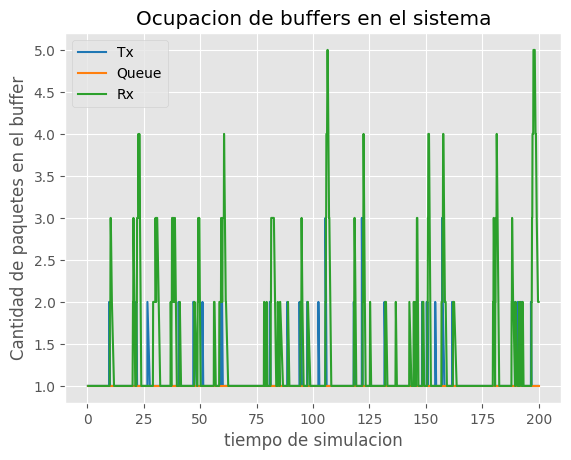 Ocupacion de buffers en el sistema
Tx
Queue
Rx
Cantidad de paquetes en el buffer
5.0
4.5
4.0
3.5
3.0
2.5
2.0
1.5
1.0
0 25 50 75 100 125 150 175 200
tiempo de simulacion